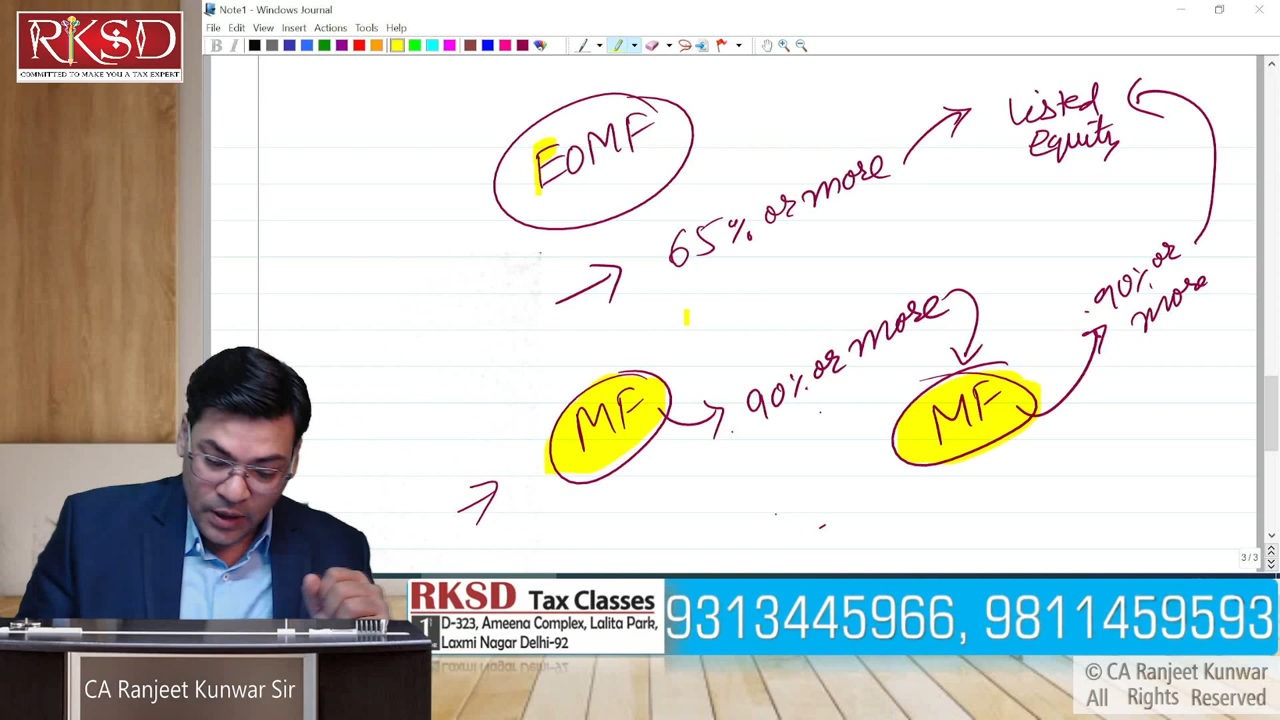 RKSD
COMMITTED TO MAKE YOU A TAX EXPERT
Note1 - Windows Journal
File Edit View Insert Actions Tools Help
B I
EOMF
65% or more
Listed
Equity
MF
90% or more
MF
90% or
more
3/3
RKSD Tax Classes
D-323, Ameena Complex, Lalita Park,
Laxmi Nagar Delhi-92
9313445966, 9811459593
CA Ranjeet Kunwar Sir
© CA Ranjeet Kunwar
All Rights Reserved